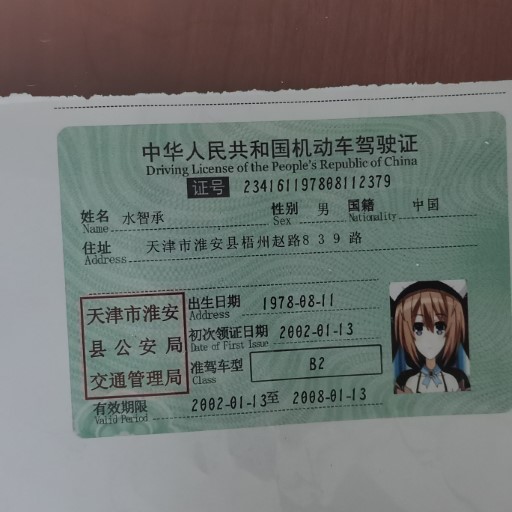 中华人民共和国机动车驾驶证
Driving License of the People's Republic of China
证号 234161197808112379
姓名 水智承 性别 男 国籍 中国
Name Sex Nationality
住址 天津市淮安县梧州赵路839路
Address
天津市淮安
县公安局
交通管理局
出生日期 1978-08-11
Address
初次领证日期 2002-01-13
Date of First Issue
准驾车型 B2
Class
有效期限 2002-01-13至 2008-01-13
Valid Period